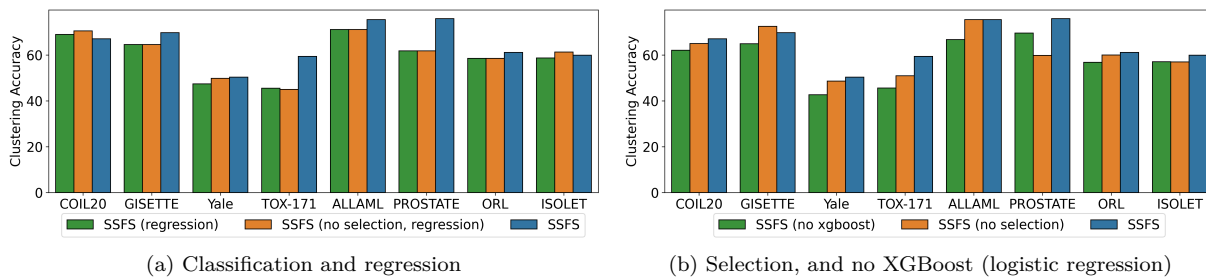 Clustering Accuracy
60
40
20
0
COIL20 GISETTE Yale TOX-171 ALLAML PROSTATE ORL ISOLET
SSFS (regression) SSFS (no selection, regression) SSFS
(a) Classification and regression
Clustering Accuracy
60
40
20
0
COIL20 GISETTE Yale TOX-171 ALLAML PROSTATE ORL ISOLET
SSFS (no xgboost) SSFS (no selection) SSFS
(b) Selection, and no XGBoost (logistic regression)